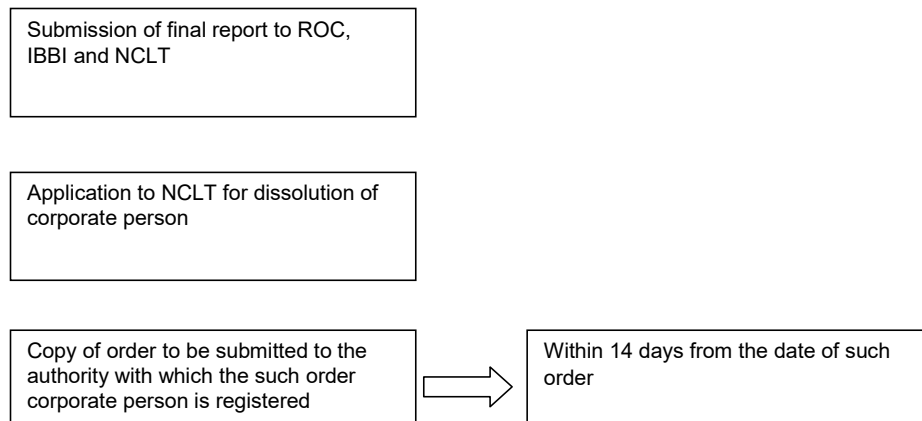 Submission of final report to ROC,
IBBI and NCLT
Application to NCLT for dissolution of
corporate person
Copy of order to be submitted to the
authority with which the such order
corporate person is registered
Within 14 days from the date of such
order